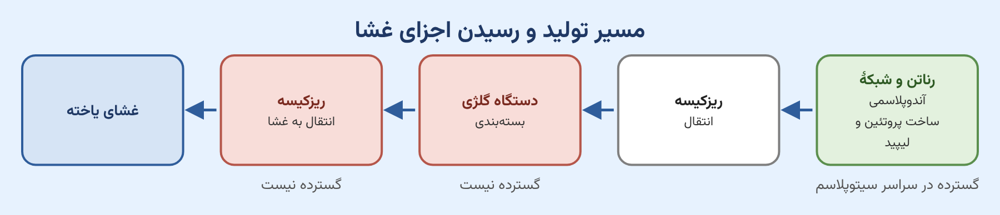 مسیر تولید و رسیدن اجزای غشا
رناتن و شبکهٔ
آندوپلاسمی
ساخت پروتئین و
لیپید
گسترده در سراسر سیتوپلاسم
ریزکیسه
انتقال
دستگاه گلژی
بسته‌بندی
گسترده نیست
ریزکیسه
انتقال به غشا
گسترده نیست
غشای یاخته